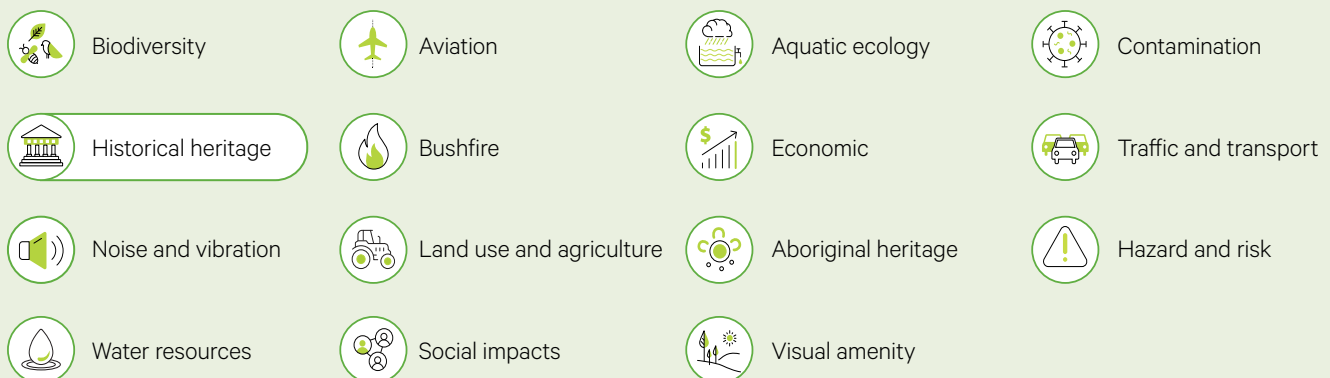 Biodiversity
Aviation
Aquatic ecology
Contamination
Historical heritage
Bushfire
$
Economic
Traffic and transport
Noise and vibration
Land use and agriculture
Aboriginal heritage
Hazard and risk
Water resources
Social impacts
Visual amenity